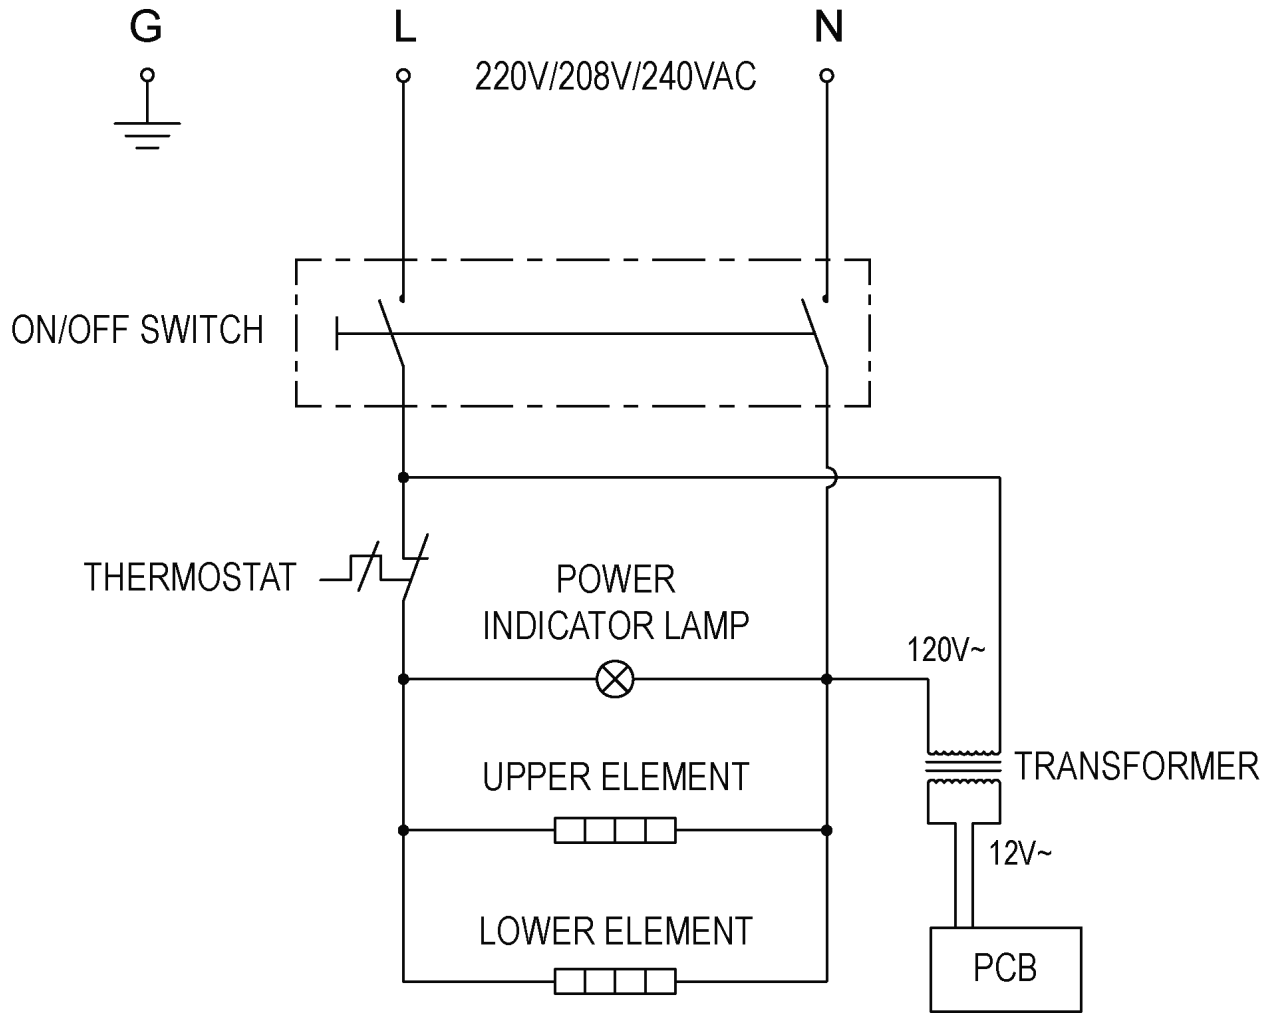 G
L
N
220V/208V/240VAC
ON/OFF SWITCH
THERMOSTAT
POWER
INDICATOR LAMP
120V~
UPPER ELEMENT
TRANSFORMER
12V~
LOWER ELEMENT
PCB